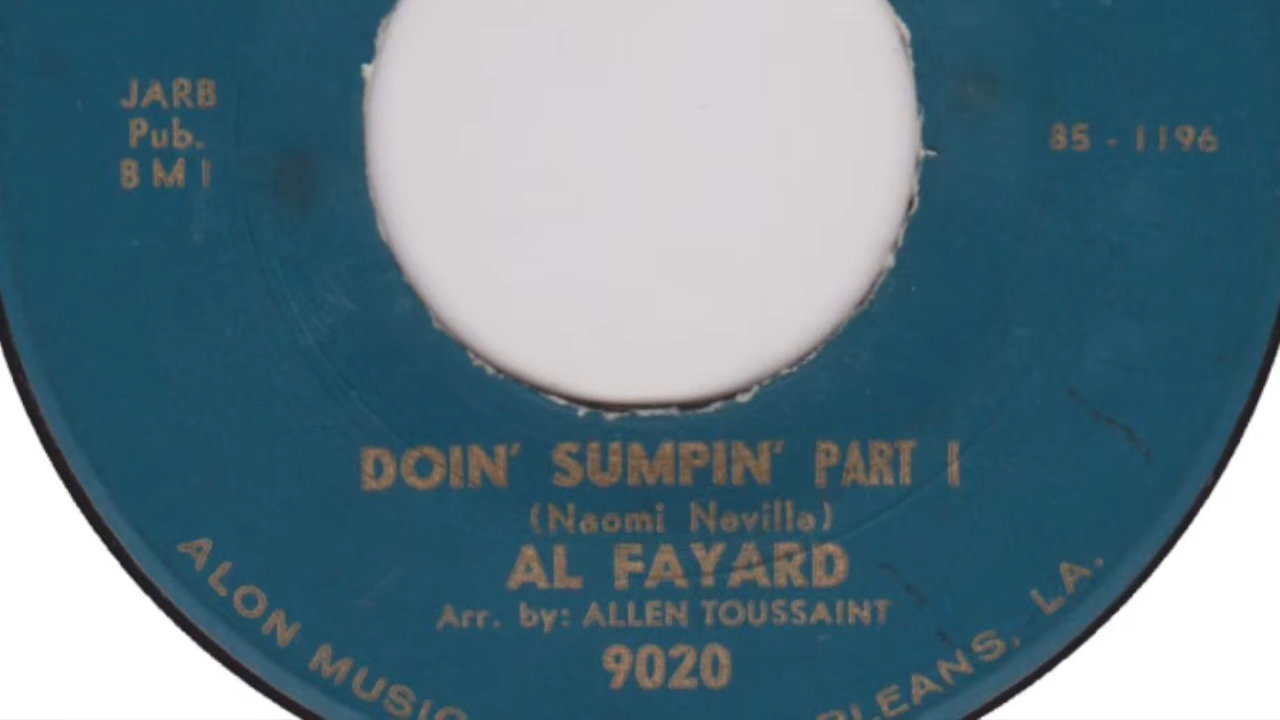 JARB
Pub.
BMI
85 - 1196
DOIN' SUMPIN' PART I
(Naomi Neville)
AL FAYARD
Arr. by: ALLEN TOUSSAINT
9020
ALON MUSIC
LA.